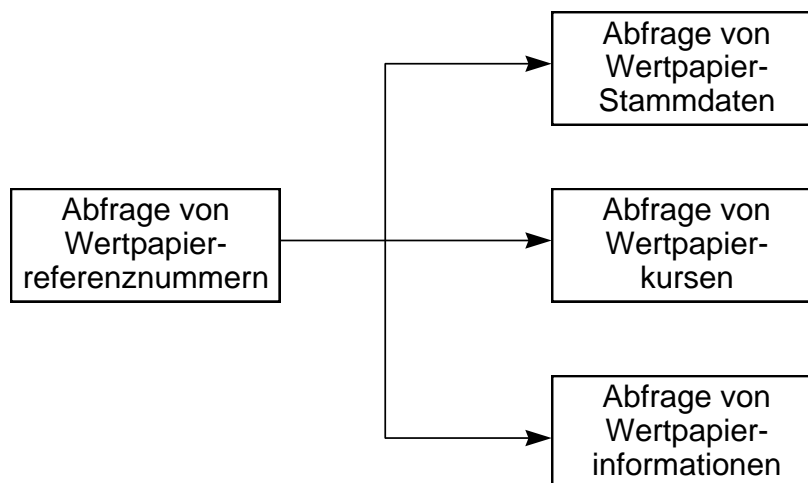 Abfrage von
Wertpapier-
Stammdaten
Abfrage von
Wertpapier-
referenznummern
Abfrage von
Wertpapier-
kursen
Abfrage von
Wertpapier-
informationen